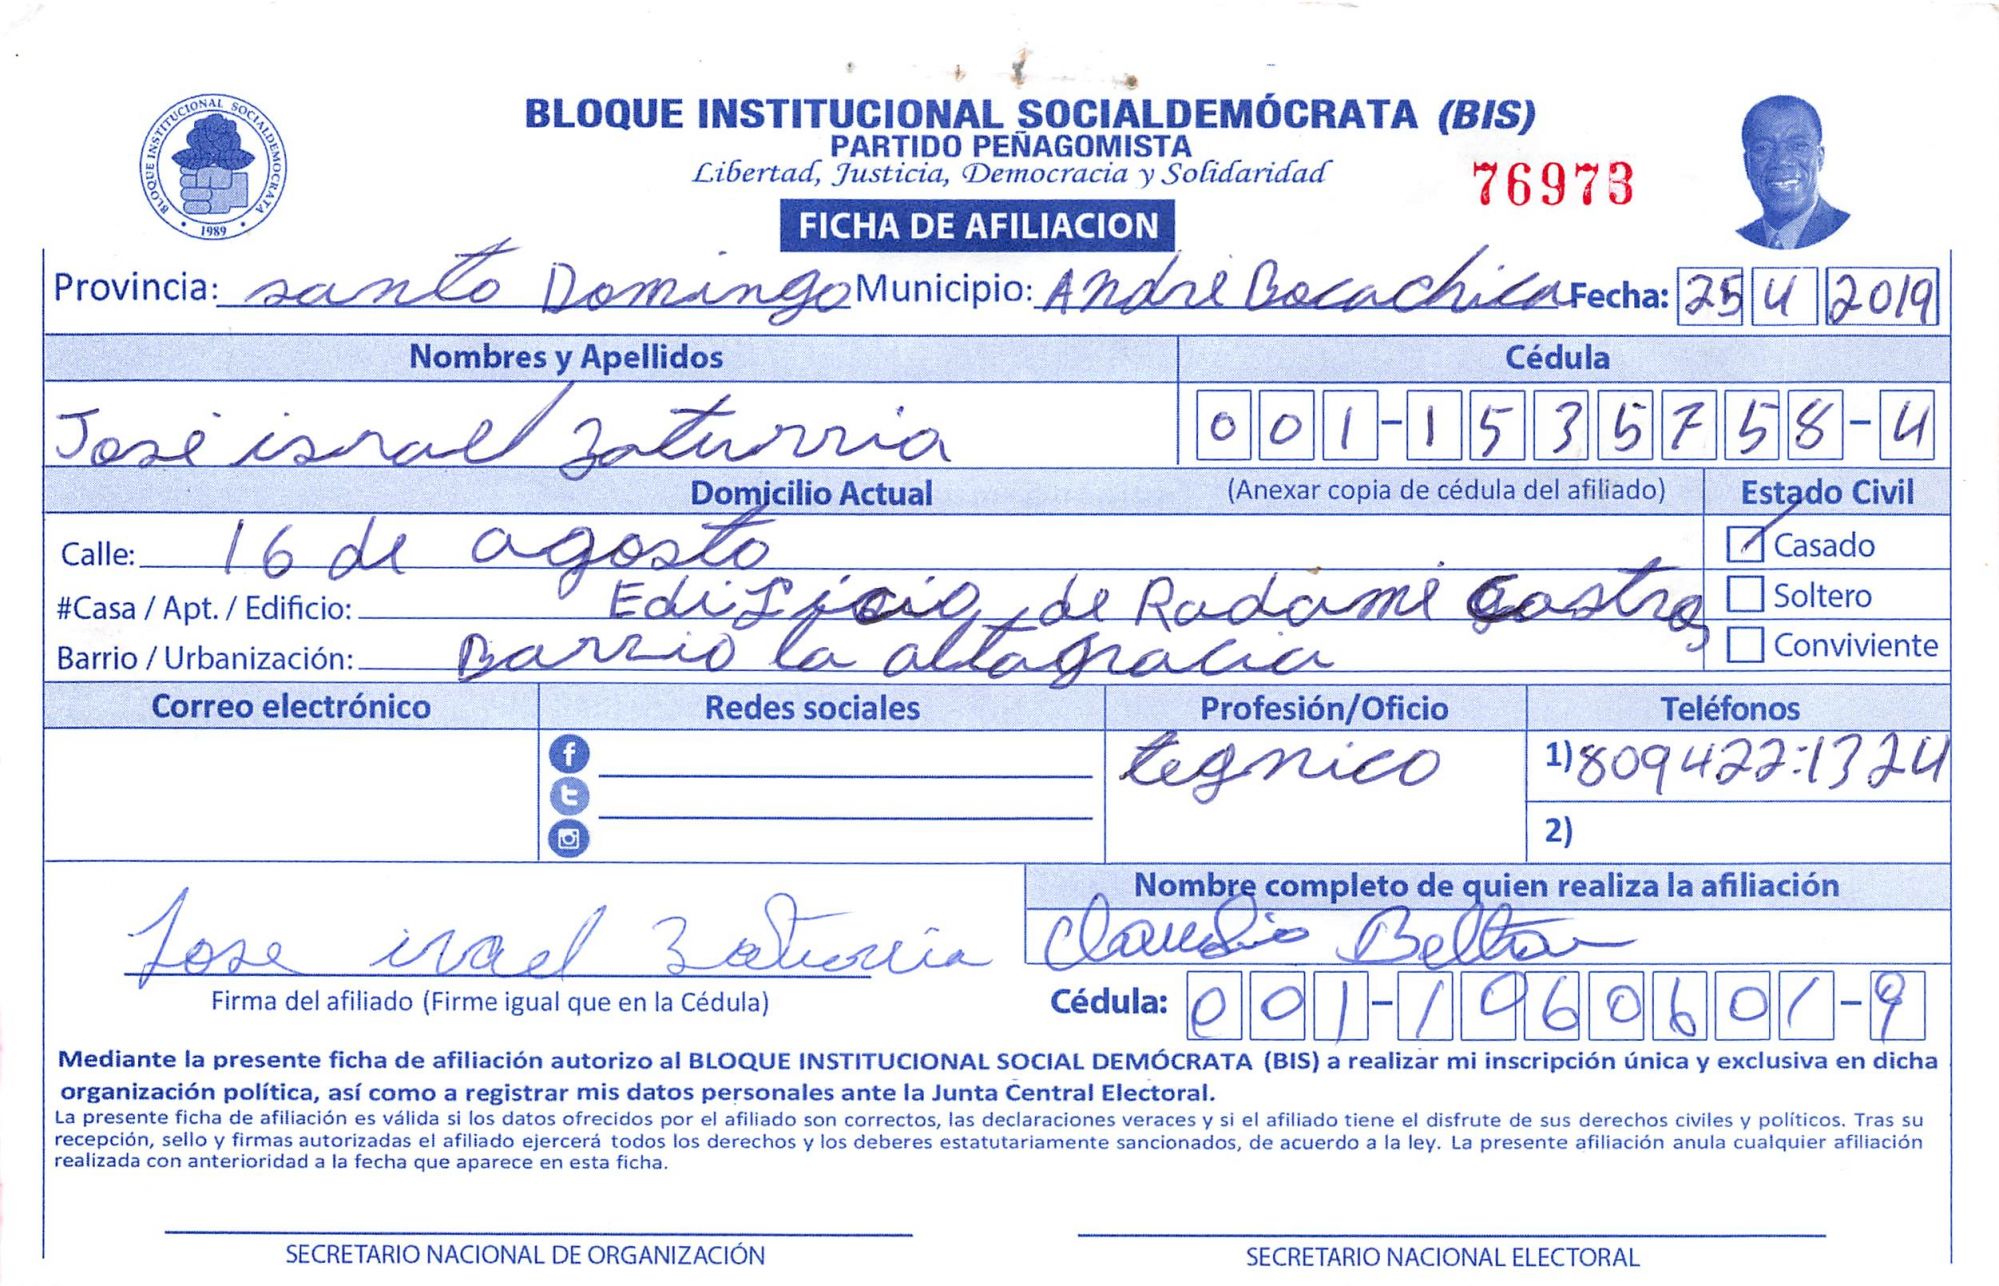 BLOQUE INSTITUCIONAL SOCIALDEMOCRATA
1989
BLOQUE INSTITUCIONAL SOCIALDEMÓCRATA (BIS)
PARTIDO PEÑAGOMISTA
Libertad, Justicia, Democracia y Solidaridad
76973
FICHA DE AFILIACION
Provincia: santo Domingo Municipio: Andre Bocachica Fecha: 25 4 2019
Nombres y Apellidos Cédula
José israel Zaturria 001-1535758-4
Domicilio Actual (Anexar copia de cédula del afiliado) Estado Civil
Calle: 16 de agosto Casado
#Casa / Apt. / Edificio: Edificio de Radame Castro Soltero
Barrio / Urbanización: Barrio la altagracia Conviviente
Correo electrónico Redes sociales Profesión/Oficio Teléfonos
tegnico 1) 809422:1324
2)
Nombre completo de quien realiza la afiliación
Jose israel Zaturria Claudio Beltran
Firma del afiliado (Firme igual que en la Cédula) Cédula: 001-1960601-9
Mediante la presente ficha de afiliación autorizo al BLOQUE INSTITUCIONAL SOCIAL DEMÓCRATA (BIS) a realizar mi inscripción única y exclusiva en dicha
organización política, así como a registrar mis datos personales ante la Junta Central Electoral.
La presente ficha de afiliación es válida si los datos ofrecidos por el afiliado son correctos, las declaraciones veraces y si el afiliado tiene el disfrute de sus derechos civiles y políticos. Tras su
recepción, sello y firmas autorizadas el afiliado ejercerá todos los derechos y los deberes estatutariamente sancionados, de acuerdo a la ley. La presente afiliación anula cualquier afiliación
realizada con anterioridad a la fecha que aparece en esta ficha.
SECRETARIO NACIONAL DE ORGANIZACIÓN SECRETARIO NACIONAL ELECTORAL